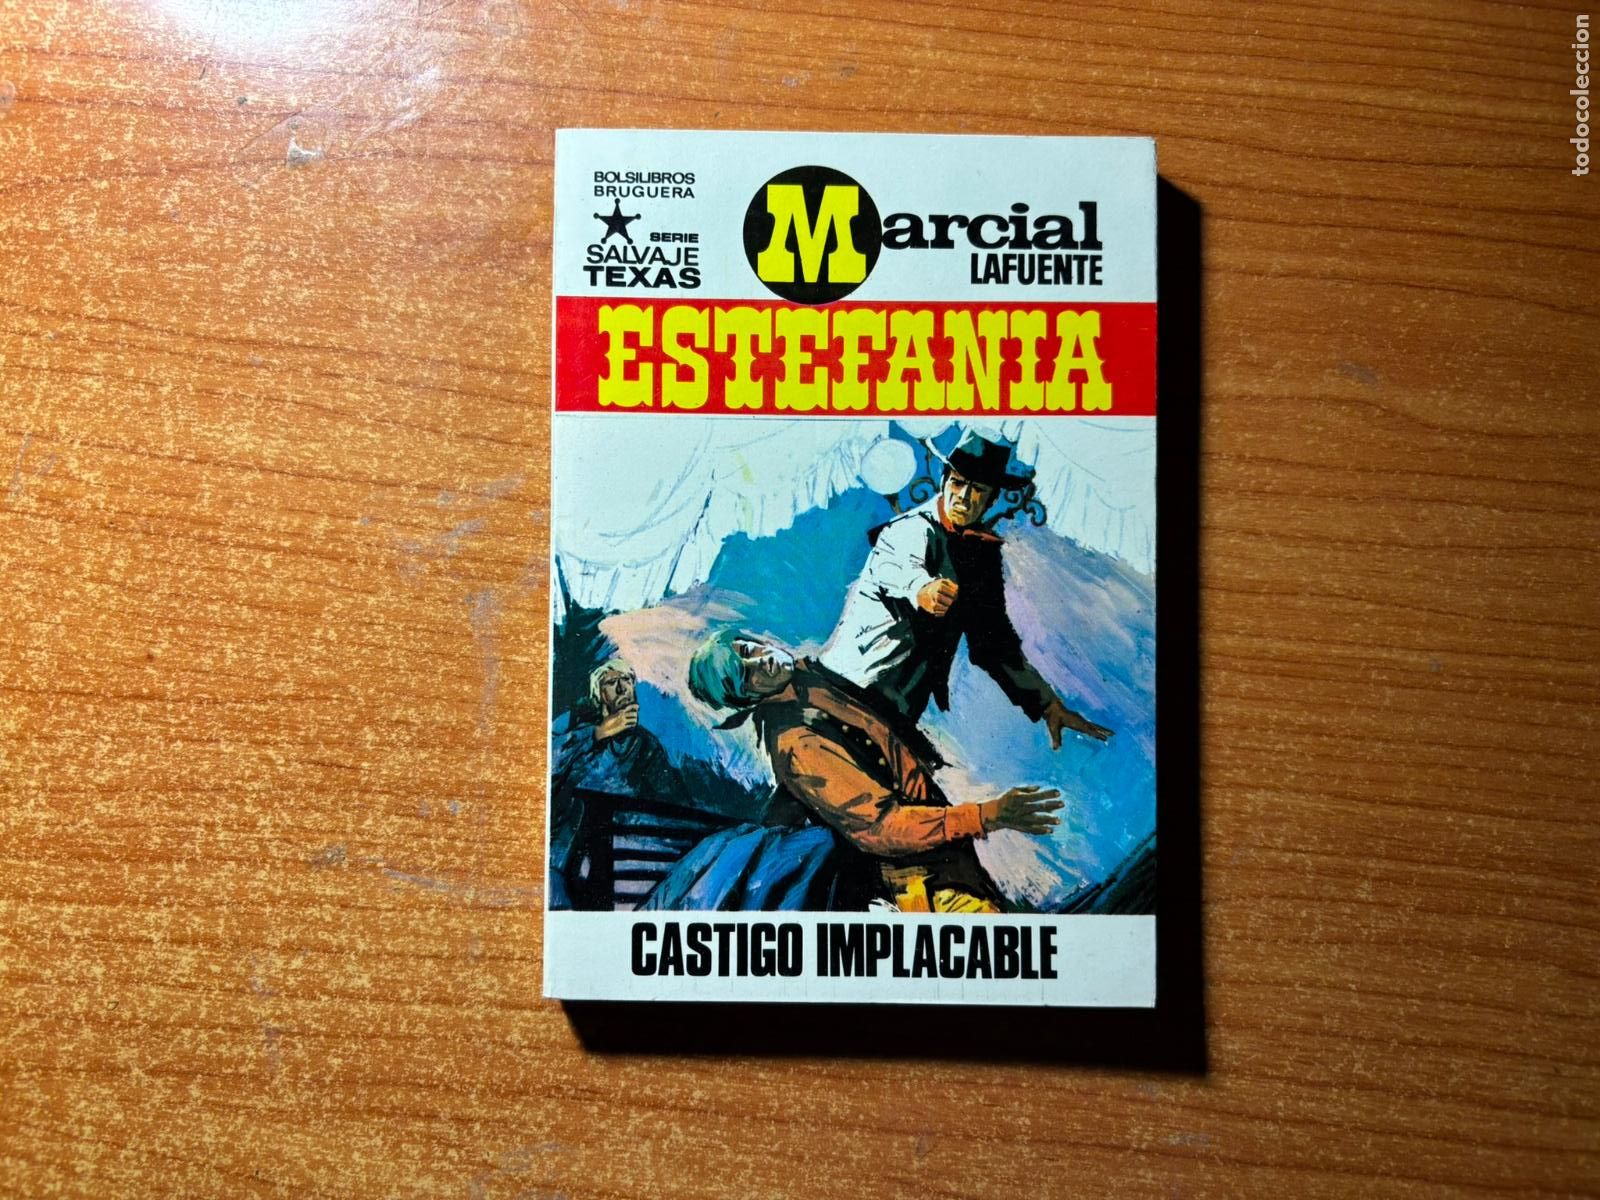 BOLSILIBROS
BRUGUERA
SERIE
SALVAJE
TEXAS
Marcial
LAFUENTE
ESTEFANIA
CASTIGO IMPLACABLE
todocoleccion